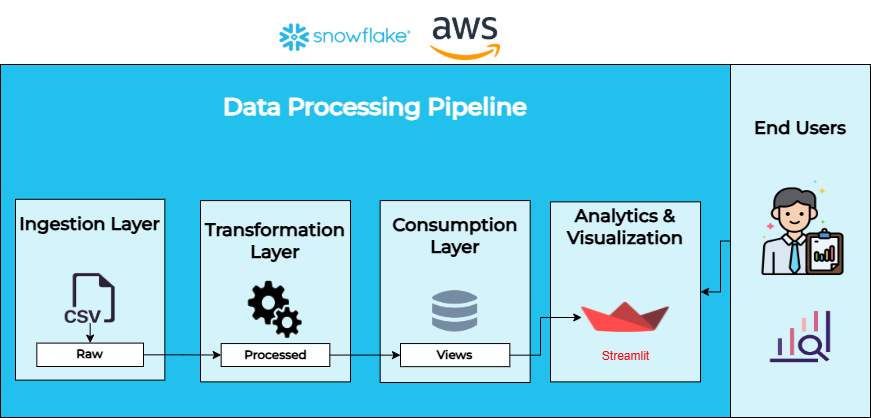 snowflake®
aws
Data Processing Pipeline
End Users
Ingestion Layer
CSV
Raw
Transformation
Layer
Processed
Consumption
Layer
Views
Analytics &
Visualization
Streamlit